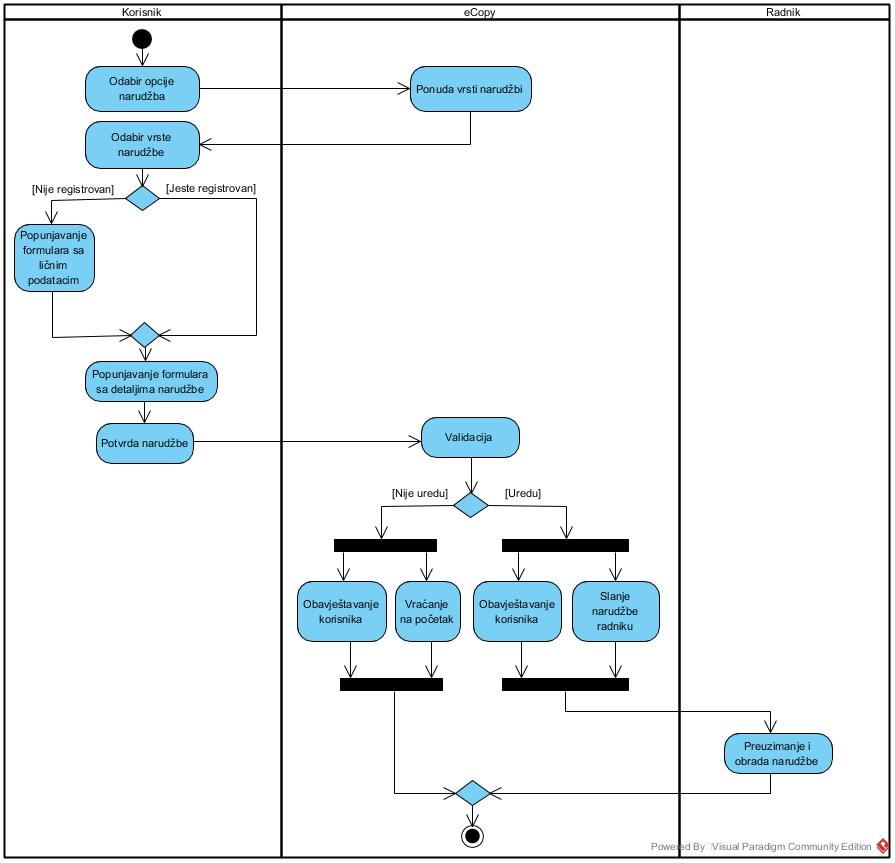 Korisnik
eCopy
Radnik
Odabir opcije
narudžba
Ponuda vrsti narudžbi
Odabir vrste
narudžbe
[Nije registrovan]
[Jeste registrovan]
Popunjavanje
formulara sa
ličnim
podatacim
Popunjavanje formulara
sa detaljima narudžbe
Potvrda narudžbe
Validacija
[Nije uredu]
[Uredu]
Obavještavanje
korisnika
Vraćanje
na početak
Obavještavanje
korisnika
Slanje
narudžbe
radniku
Preuzimanje i
obrada narudžbe
Powered By Visual Paradigm Community Edition